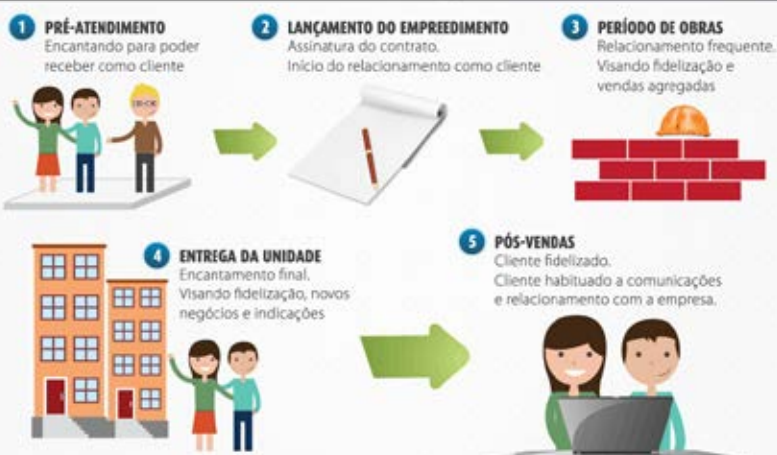 1 PRÉ-ATENDIMENTO
Encantando para poder
receber como cliente
2 LANÇAMENTO DO EMPREEDIMENTO
Assinatura do contrato.
Início do relacionamento como cliente
3 PERÍODO DE OBRAS
Relacionamento frequente.
Visando fidelização e
vendas agregadas
4 ENTREGA DA UNIDADE
Encantamento final.
Visando fidelização, novos
negócios e indicações
5 PÓS-VENDAS
Cliente fidelizado.
Cliente habituado a comunicações
e relacionamento com a empresa.